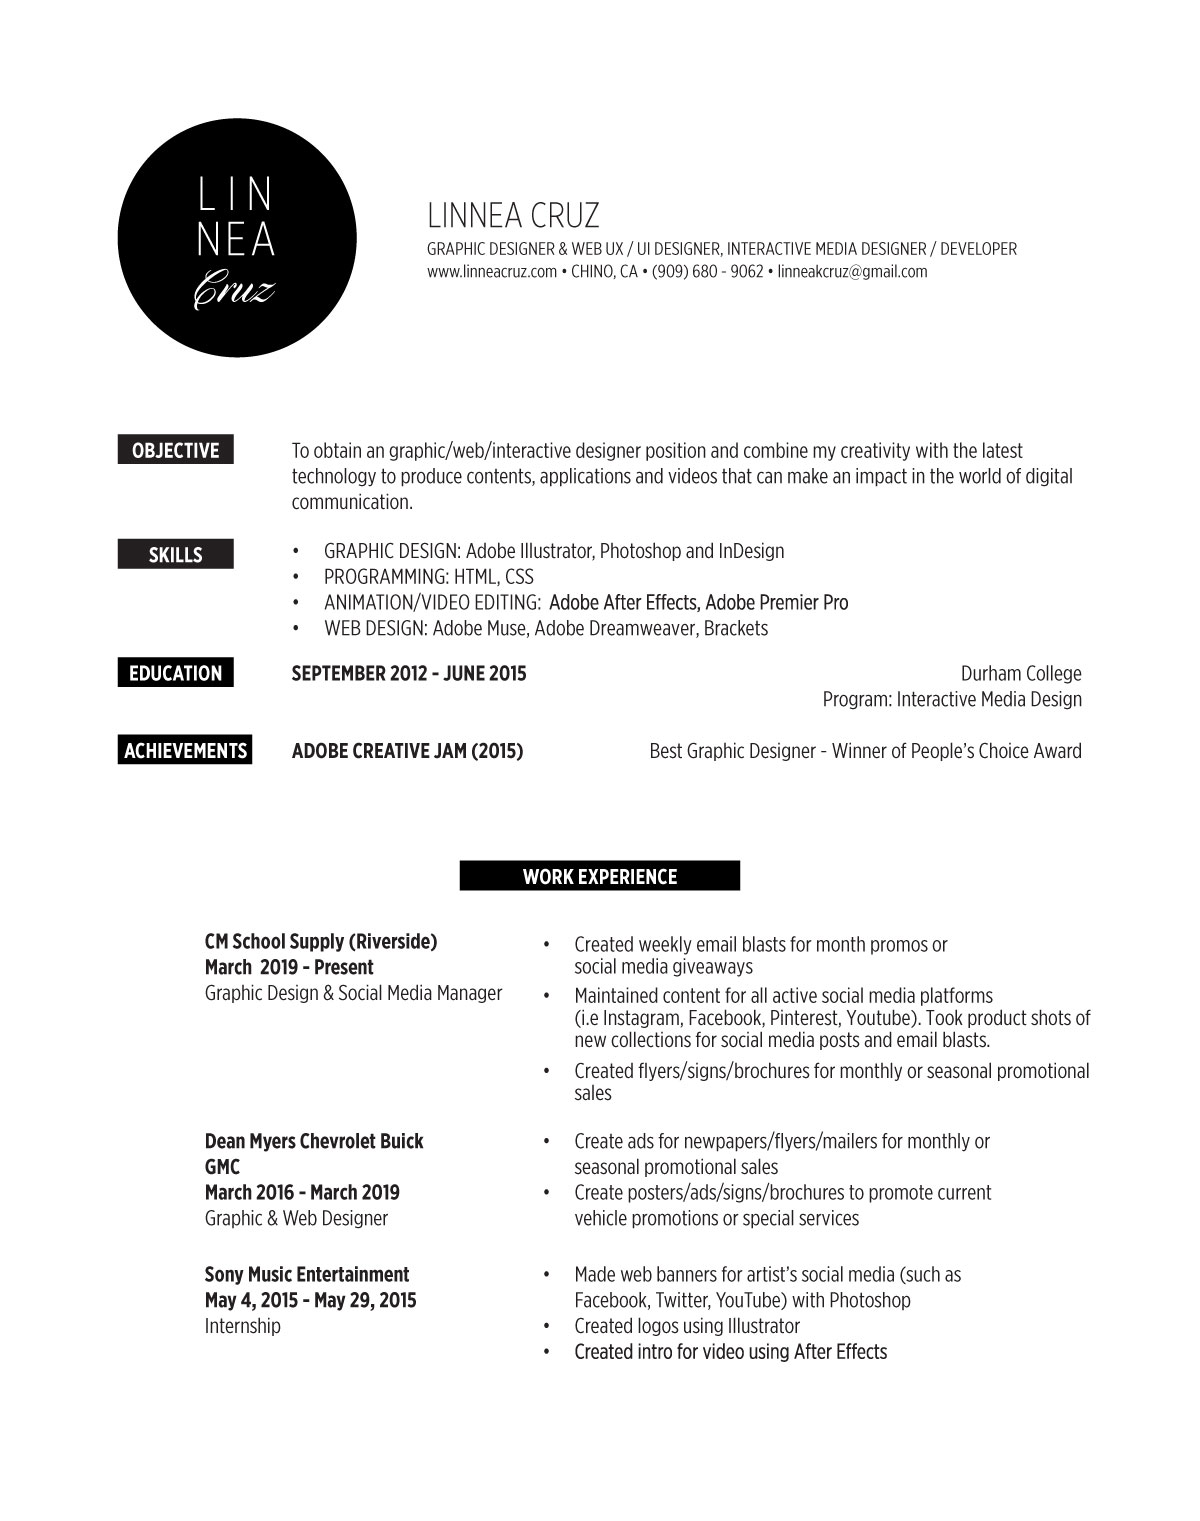 LIN
NEA
Cruz
LINNEA CRUZ
GRAPHIC DESIGNER & WEB UX / UI DESIGNER, INTERACTIVE MEDIA DESIGNER / DEVELOPER
www.linneacruz.com • CHINO, CA • (909) 680 - 9062 • linneakcruz@gmail.com
OBJECTIVE
To obtain an graphic/web/interactive designer position and combine my creativity with the latest
technology to produce contents, applications and videos that can make an impact in the world of digital
communication.
SKILLS
• GRAPHIC DESIGN: Adobe Illustrator, Photoshop and InDesign
• PROGRAMMING: HTML, CSS
• ANIMATION/VIDEO EDITING: Adobe After Effects, Adobe Premier Pro
• WEB DESIGN: Adobe Muse, Adobe Dreamweaver, Brackets
EDUCATION
SEPTEMBER 2012 - JUNE 2015
Durham College
Program: Interactive Media Design
ACHIEVEMENTS
ADOBE CREATIVE JAM (2015)
Best Graphic Designer - Winner of People's Choice Award
WORK EXPERIENCE
CM School Supply (Riverside)
March 2019 - Present
Graphic Design & Social Media Manager
• Created weekly email blasts for month promos or
social media giveaways
• Maintained content for all active social media platforms
(i.e Instagram, Facebook, Pinterest, Youtube). Took product shots of
new collections for social media posts and email blasts.
• Created flyers/signs/brochures for monthly or seasonal promotional
sales
Dean Myers Chevrolet Buick
GMC
March 2016 - March 2019
Graphic & Web Designer
• Create ads for newpapers/flyers/mailers for monthly or
seasonal promotional sales
• Create posters/ads/signs/brochures to promote current
vehicle promotions or special services
Sony Music Entertainment
May 4, 2015 - May 29, 2015
Internship
• Made web banners for artist's social media (such as
Facebook, Twitter, YouTube) with Photoshop
• Created logos using Illustrator
• Created intro for video using After Effects